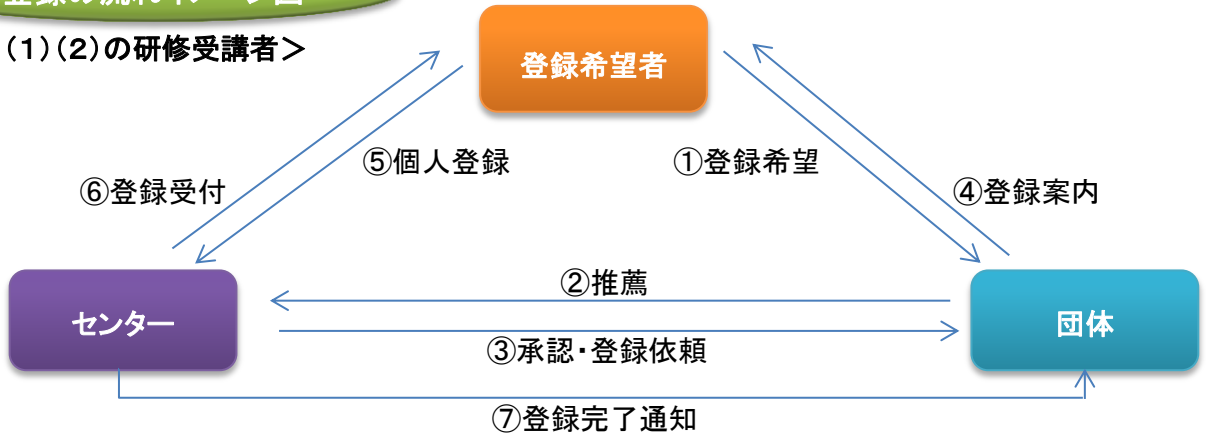 (1)(2)の研修受講者>
登録希望者
⑤個人登録
①登録希望
⑥登録受付
④登録案内
②推薦
センター
団体
③承認・登録依頼
⑦登録完了通知